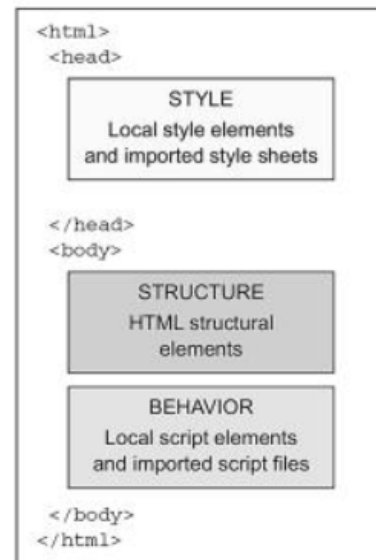 <html>
<head>
STYLE
Local style elements
and imported style sheets
</head>
<body>
STRUCTURE
HTML structural
elements
BEHAVIOR
Local script elements
and imported script files
</body>
</html>